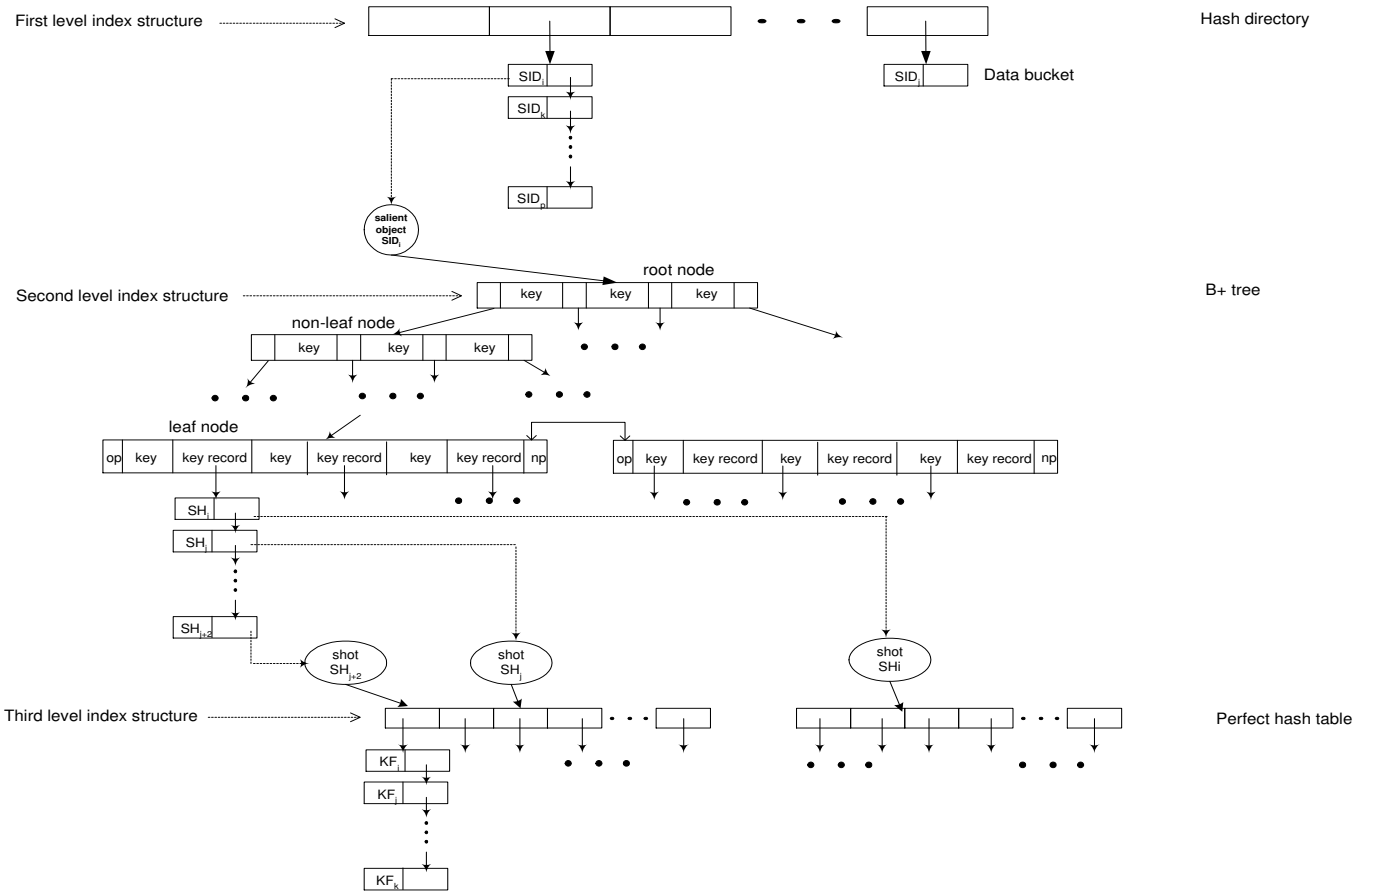 First level index structure
Hash directory
SIDi
SIDj
Data bucket
SIDk
SIDp
salient
object
SIDi
root node
Second level index structure
key key key
B+ tree
non-leaf node
key key key
leaf node
op key key record key key record key key record np
op key key record key key record key key record np
SHi
SHj
SHj+2
shot
SHj+2
shot
SHj
shot
SHi
Third level index structure
Perfect hash table
KFi
KFj
KFk